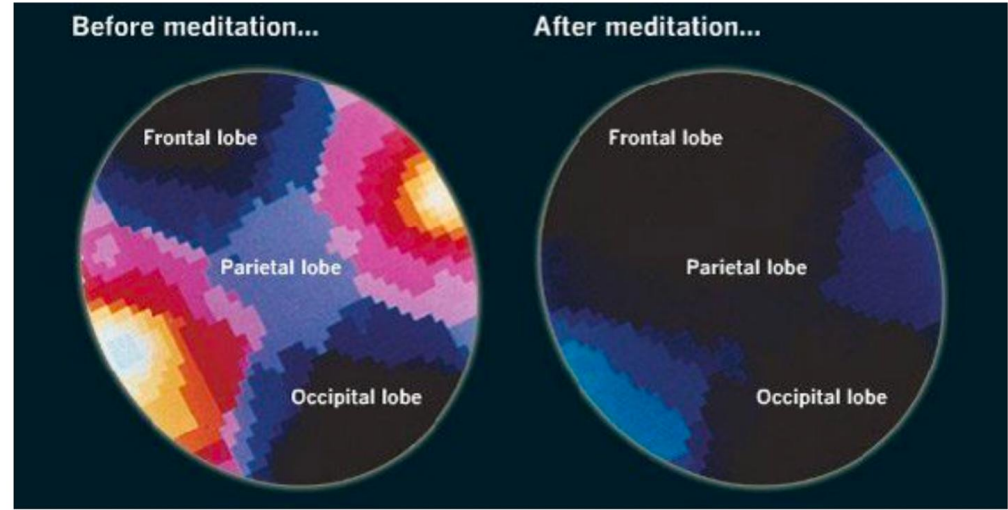 Before meditation...
After meditation...
Frontal lobe
Parietal lobe
Occipital lobe
Frontal lobe
Parietal lobe
Occipital lobe